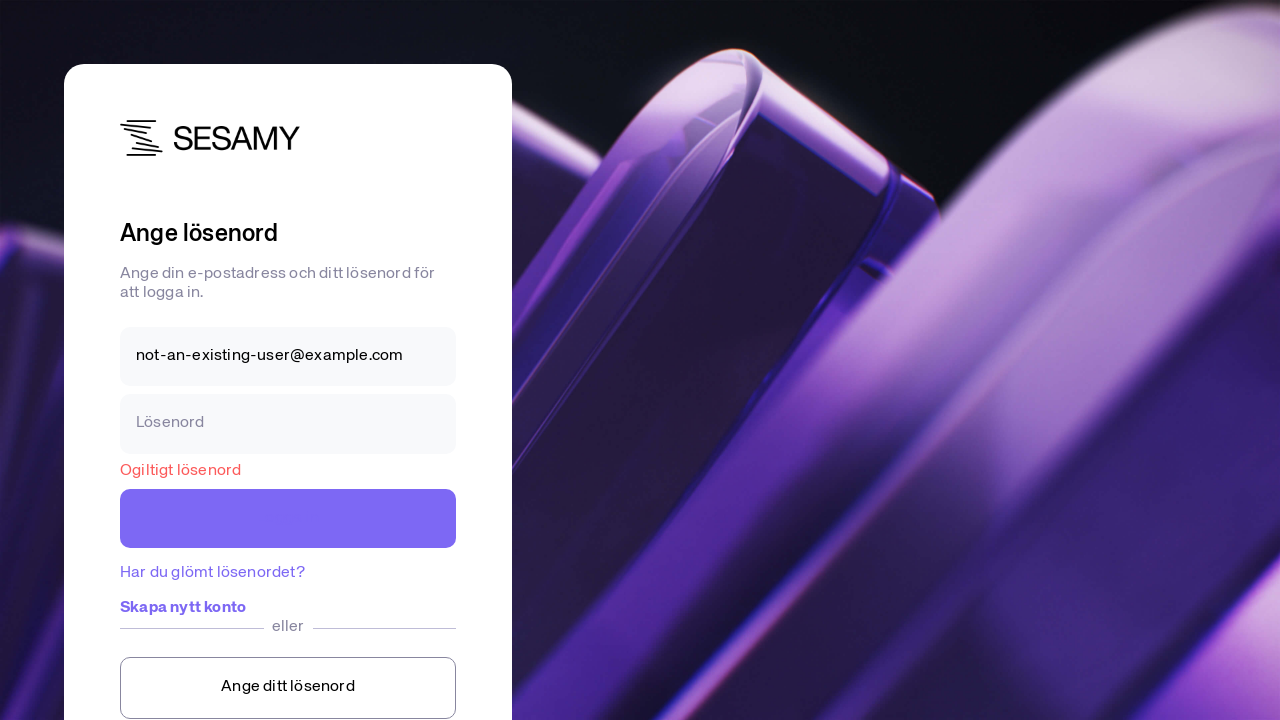 SESAMY
Ange lösenord
Ange din e-postadress och ditt lösenord för
att logga in.
not-an-existing-user@example.com
Lösenord
Ogiltigt lösenord
Har du glömt lösenordet?
Skapa nytt konto
eller
Ange ditt lösenord